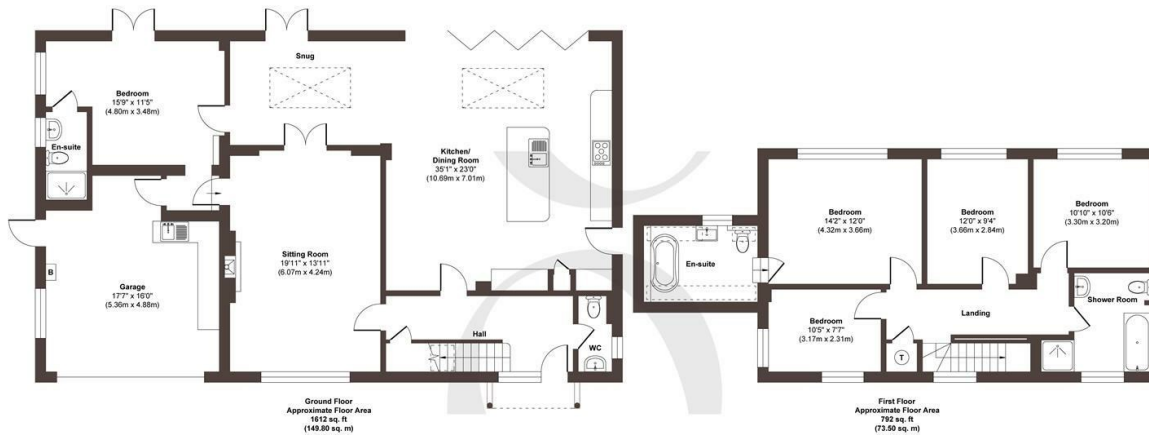 Snug
Bedroom
15'9" x 11'5"
(4.80m x 3.48m)
En-suite
Kitchen/
Dining Room
35'1" x 23'0"
(10.69m x 7.01m)
Sitting Room
19'11" x 13'11"
(6.07m x 4.24m)
B
Garage
17'7" x 16'0"
(5.36m x 4.88m)
Hall
WC
Ground Floor
Approximate Floor Area
1612 sq. ft
(149.80 sq. m)
Bedroom
14'2" x 12'0"
(4.32m x 3.66m)
Bedroom
12'0" x 9'4"
(3.66m x 2.84m)
Bedroom
10'10" x 10'6"
(3.30m x 3.20m)
En-suite
Bedroom
10'5" x 7'7"
(3.17m x 2.31m)
Landing
Shower Room
T
First Floor
Approximate Floor Area
792 sq. ft
(73.50 sq. m)